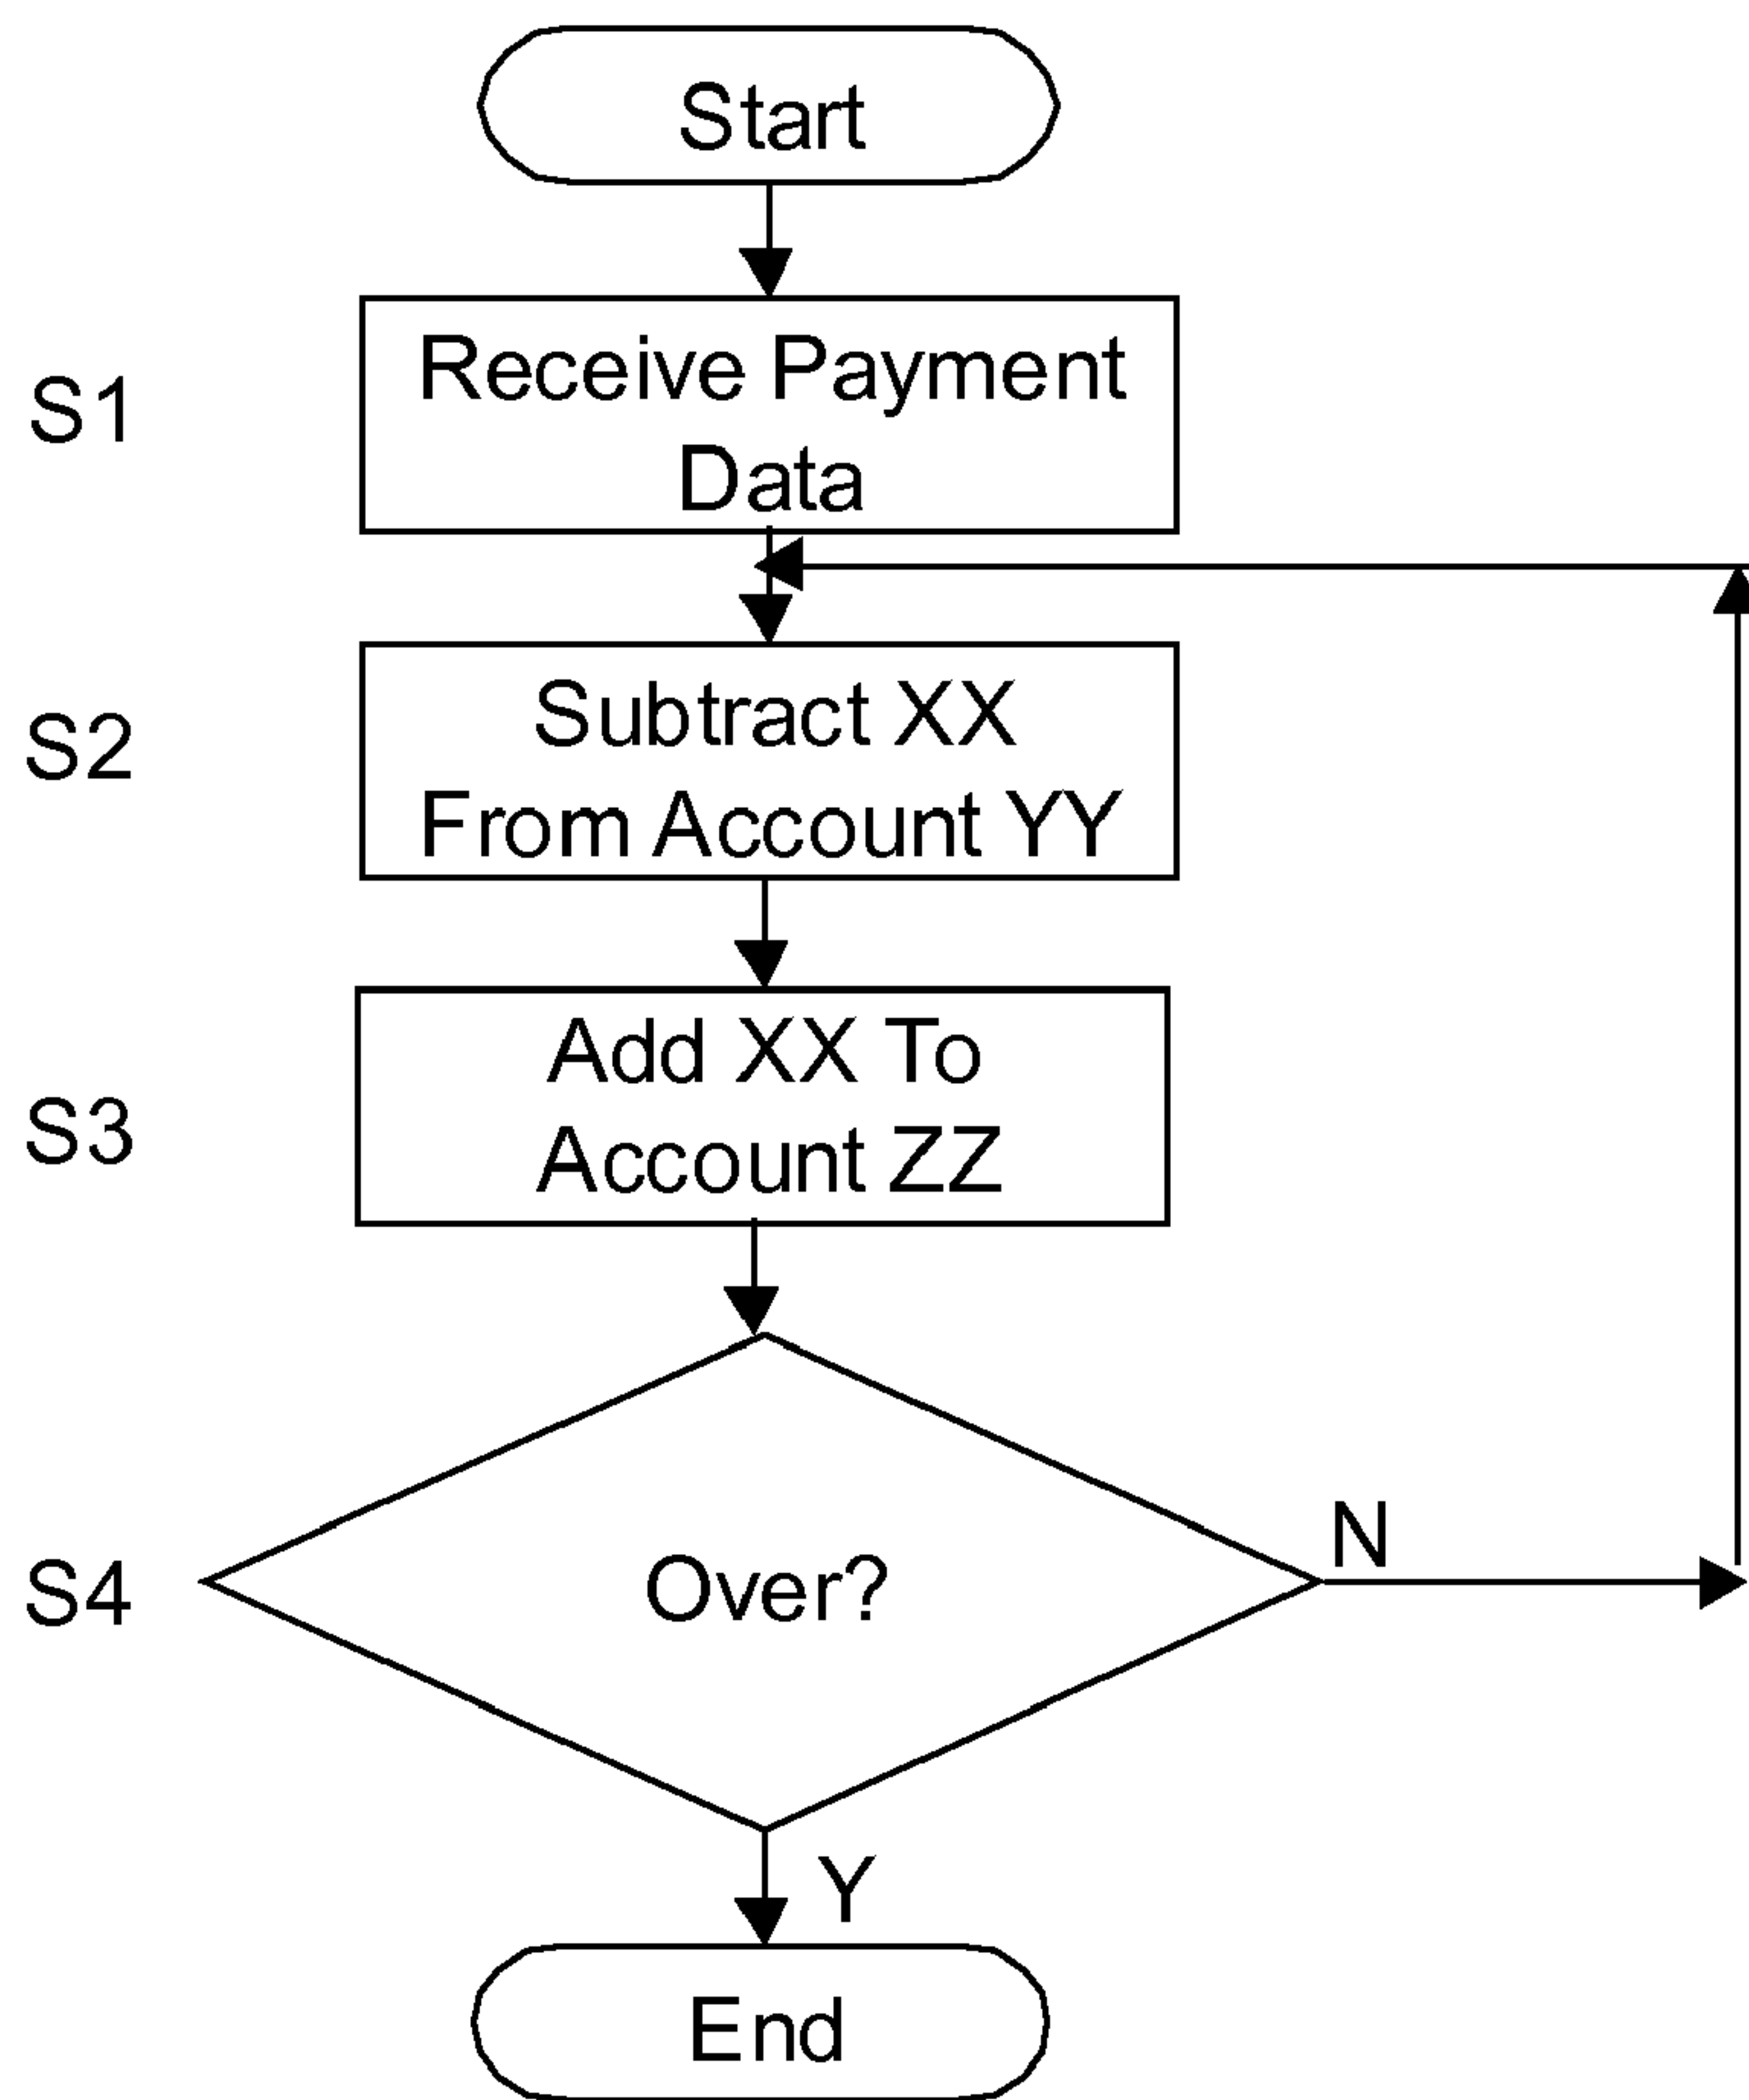 Start
S1
Receive Payment
Data
S2
Subtract XX
From Account YY
S3
Add XX To
Account ZZ
S4
Over?
N
Y
End